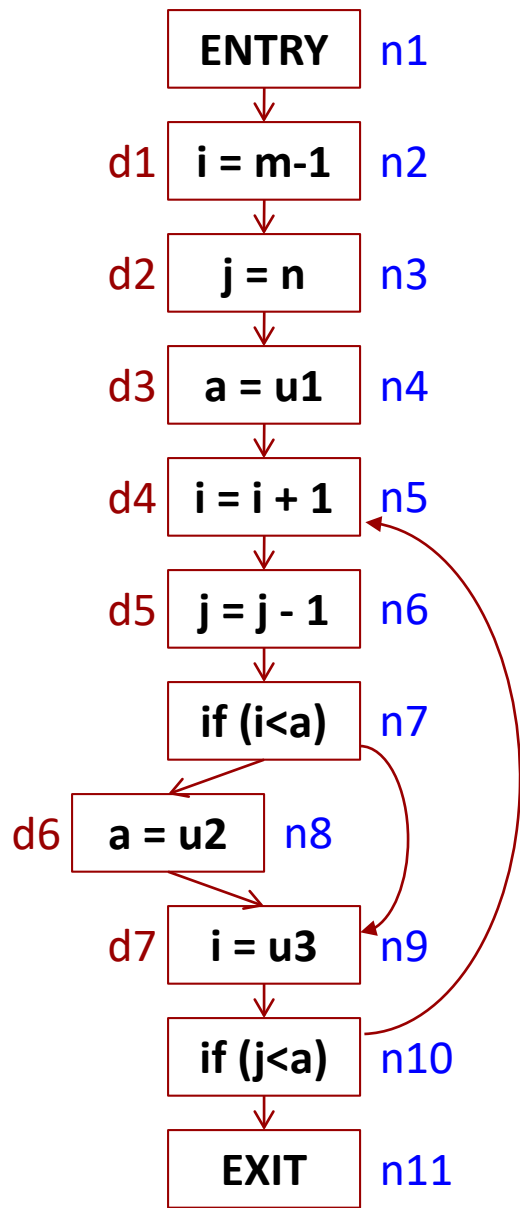 ENTRY n1
d1 i = m-1 n2
d2 j = n n3
d3 a = u1 n4
d4 i = i + 1 n5
d5 j = j - 1 n6
if (i<a) n7
d6 a = u2 n8
d7 i = u3 n9
if (j<a) n10
EXIT n11